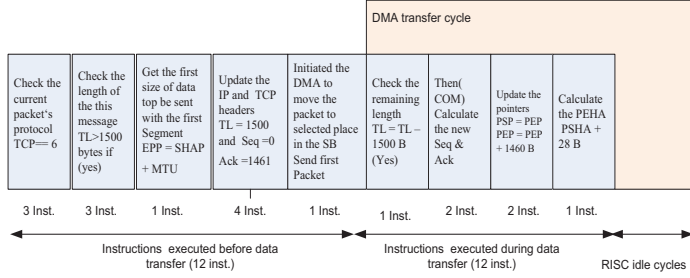 DMA transfer cycle
Check the
current
packet's
protocol
TCP== 6
Check the
length of
the this
message
TL>1500
bytes if
(yes)
Get the first
size of data
top be sent
with the first
Segment
EPP = SHAP
+ MTU
Update the
IP and TCP
headers
TL = 1500
and Seq =0
Ack =1461
Initiated the
DMA to
move the
packet to
selected place
in the SB
Send first
Packet
Check the
remaining
length
TL = TL –
1500 B
(Yes)
Then(
COM)
Calculate
the new
Seq &
Ack
Update the
pointers
PSP = PEP
PEP = PEP
+ 1460 B
Calculate
the PEHA
PSHA +
28 B
3 Inst.
3 Inst.
1 Inst.
4 Inst.
1 Inst.
1 Inst.
2 Inst.
2 Inst.
1 Inst.
Instructions executed before data
transfer (12 inst.)
Instructions executed during data
transfer (12 inst.)
RISC idle cycles